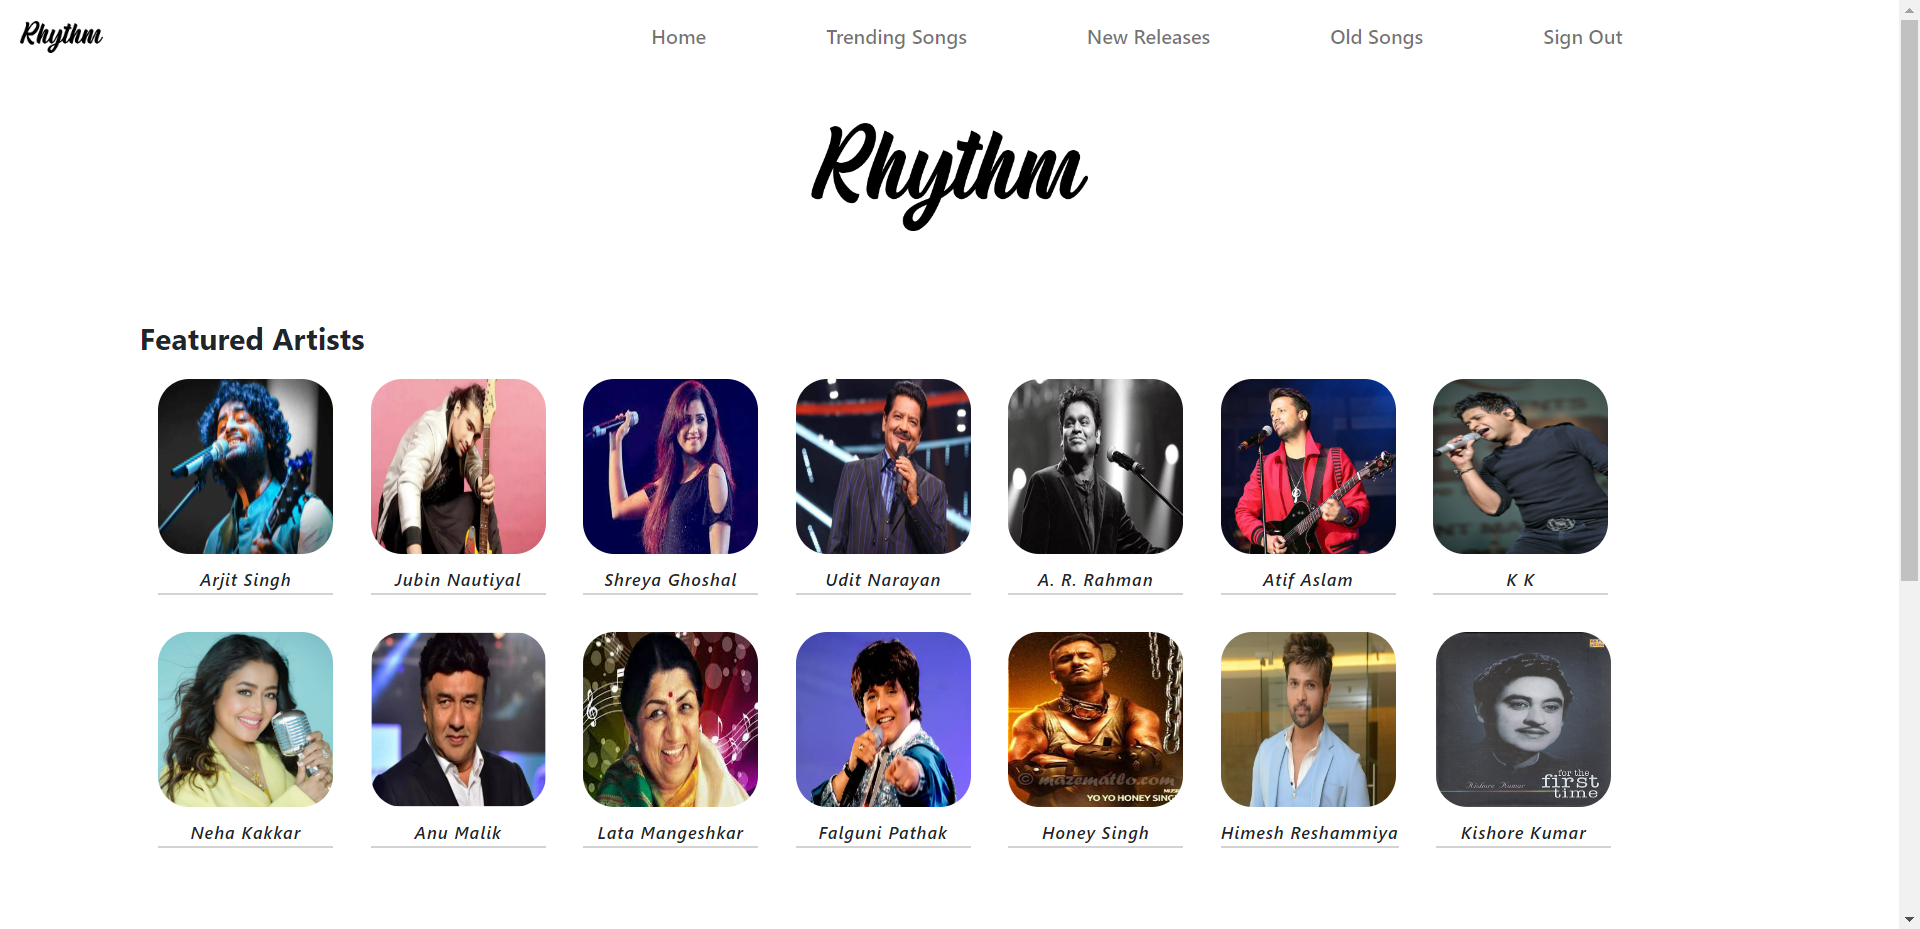 Rhythm
Home Trending Songs New Releases Old Songs Sign Out
Rhythm
Featured Artists
Arjit Singh Jubin Nautiyal Shreya Ghoshal Udit Narayan A. R. Rahman Atif Aslam K K
© mazematbo.com
MUSIC
YO YO HONEY SING
Kishore Kumar
for the
first
time
Neha Kakkar Anu Malik Lata Mangeshkar Falguni Pathak Honey Singh Himesh Reshammiya Kishore Kumar